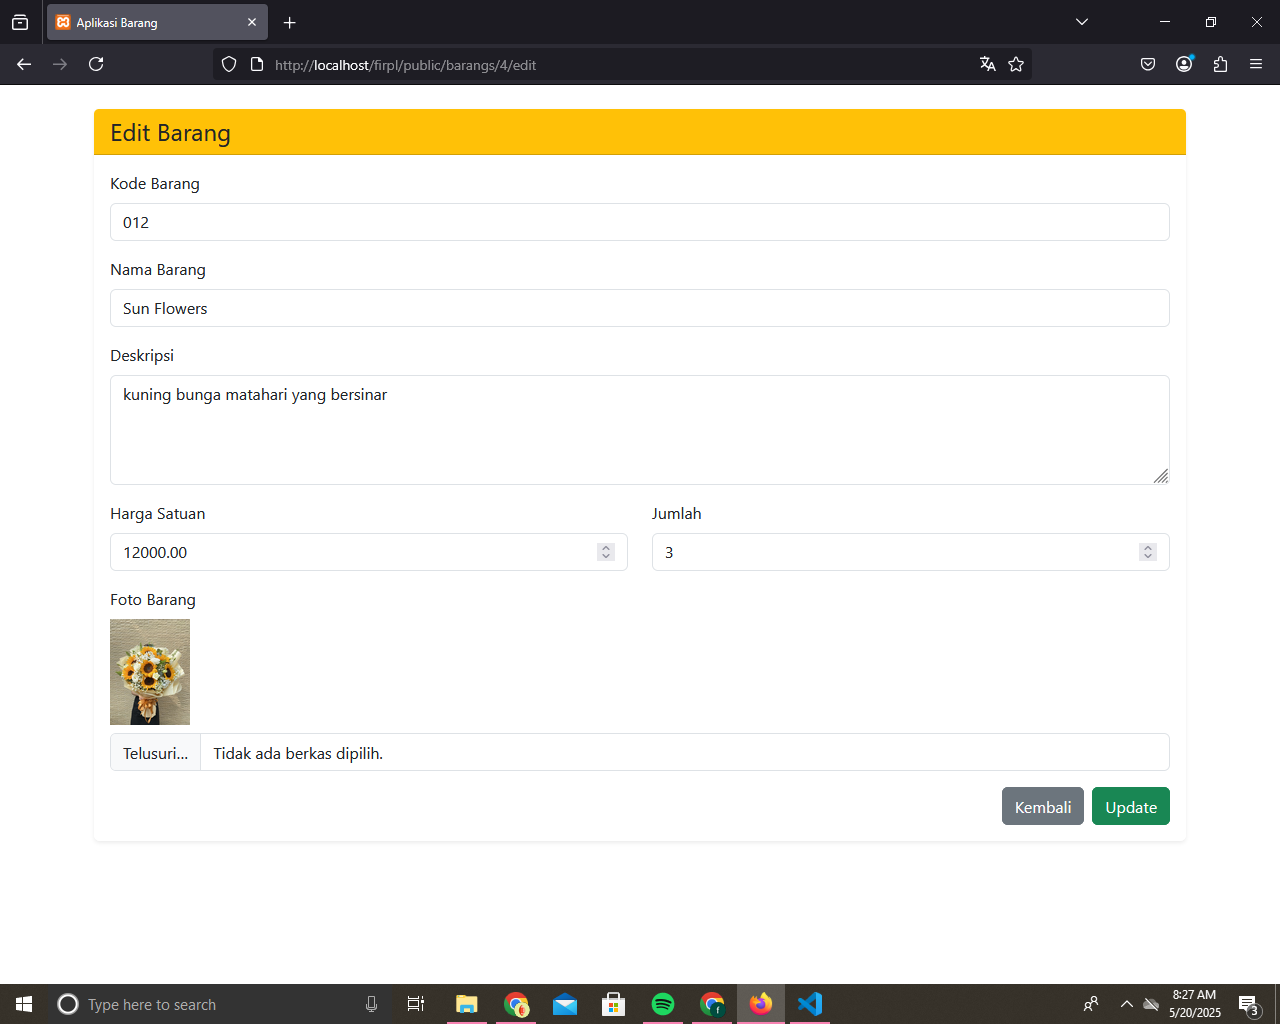 Aplikasi Barang
http://localhost/firpl/public/barangs/4/edit
Edit Barang
Kode Barang
012
Nama Barang
Sun Flowers
Deskripsi
kuning bunga matahari yang bersinar
Harga Satuan
Jumlah
12000.00
3
Foto Barang
Telusuri...
Tidak ada berkas dipilih.
Kembali
Update
Type here to search
8:27 AM
5/20/2025
3